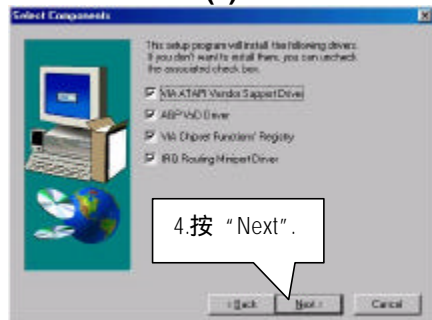 Select Components
This setup program will install the following drivers.
If you don't want to install them, you can uncheck
the associated check box.
VIA ATAPI Vendor Support Driver
AGP VxD Driver
VIA Chipset Functions' Registry
IRQ Routing Miniport Driver
4.按 “Next”.
< Back
Next >
Cancel